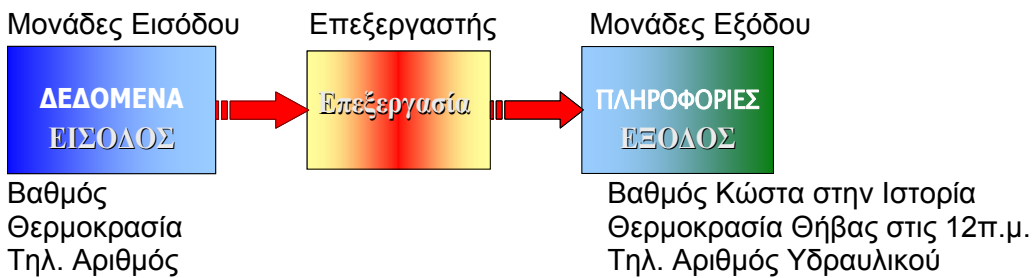 Μονάδες Εισόδου
Επεξεργαστής
Μονάδες Εξόδου
ΔΕΔΟΜΕΝΑ
ΕΙΣΟΔΟΣ
Επεξεργασία
ΠΛΗΡΟΦΟΡΙΕΣ
ΕΞΟΔΟΣ
Βαθμός
Θερμοκρασία
Τηλ. Αριθμός
Βαθμός Κώστα στην Ιστορία
Θερμοκρασία Θήβας στις 12π.μ.
Τηλ. Αριθμός Υδραυλικού